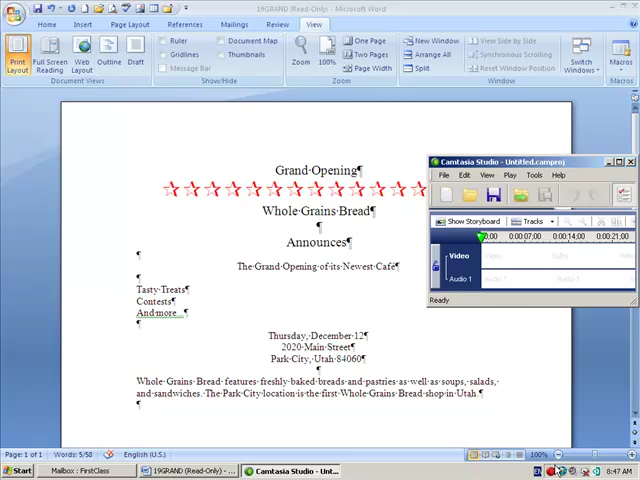 19GRAND (Read-Only) - Microsoft Word
Home Insert Page Layout References Mailings Review View
Print Layout Full Screen Reading Web Layout Outline Draft
Document Views
Ruler Document Map
Gridlines Thumbnails
Message Bar
Show/Hide
Zoom 100% One Page
Two Pages
Page Width
Zoom
New Window
Arrange All
Split
View Side by Side
Synchronous Scrolling
Reset Window Position
Switch Windows
Window
Macros
Macros
Grand·Opening¶
Whole·Grains·Bread¶
¶
Announces¶
¶
The·Grand·Opening·of·its·Newest·Café¶
¶
Tasty·Treats¶
Contests¶
And·more...¶
¶
Thursday,·December·12¶
2020·Main·Street¶
Park·City,·Utah·84060¶
¶
Whole·Grains·Bread·features·freshly·baked·breads·and·pastries·as·well·as·soups,·salads,·
and·sandwiches.·The·Park·City·location·is·the·first·Whole·Grains·Bread·shop·in·Utah.¶
¶
Camtasia Studio - Untitled.camproj
File Edit View Play Tools Help
Show Storyboard Tracks
0:00:07,00 0:00:14,00 0:00:21,00
Video
Audio 1
Ready
Page: 1 of 1 Words: 5/58 English (U.S.) 100%
Start Mailbox : FirstClass 19GRAND (Read-Only) - ... Camtasia Studio - Unt... EN 8:47 AM